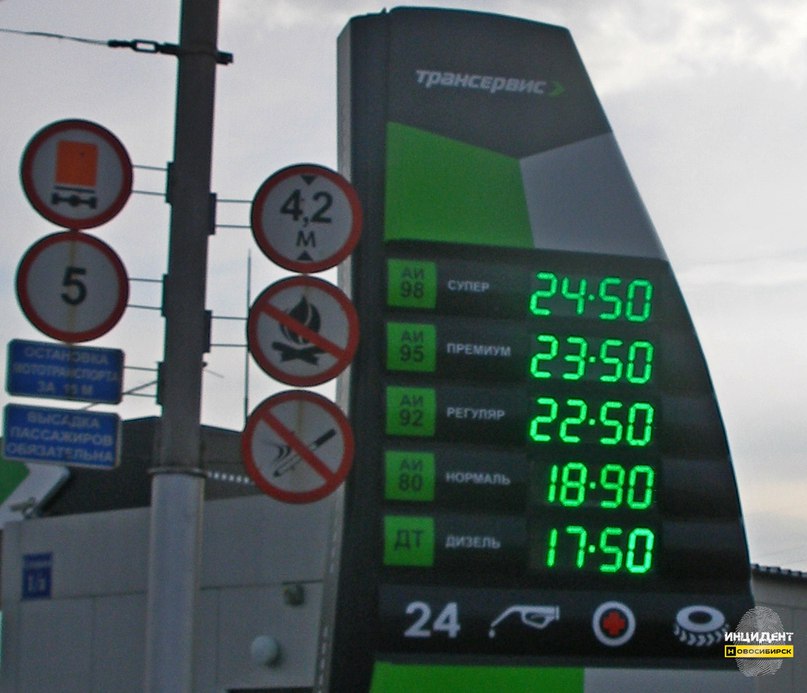 трансервис
4,2
М
5
ОСТАНОВКА
МОТОТРАНСПОРТА
ЗА 15 М
ВЫСАДКА
ПАССАЖИРОВ
ОБЯЗАТЕЛЬНА
АИ 98 СУПЕР 24.50
АИ 95 ПРЕМИУМ 23.50
АИ 92 РЕГУЛЯР 22.50
АИ 80 НОРМАЛЬ 18.90
ДТ ДИЗЕЛЬ 17.50
24
ИНЦИДЕНТ
НОВОСИБИРСК